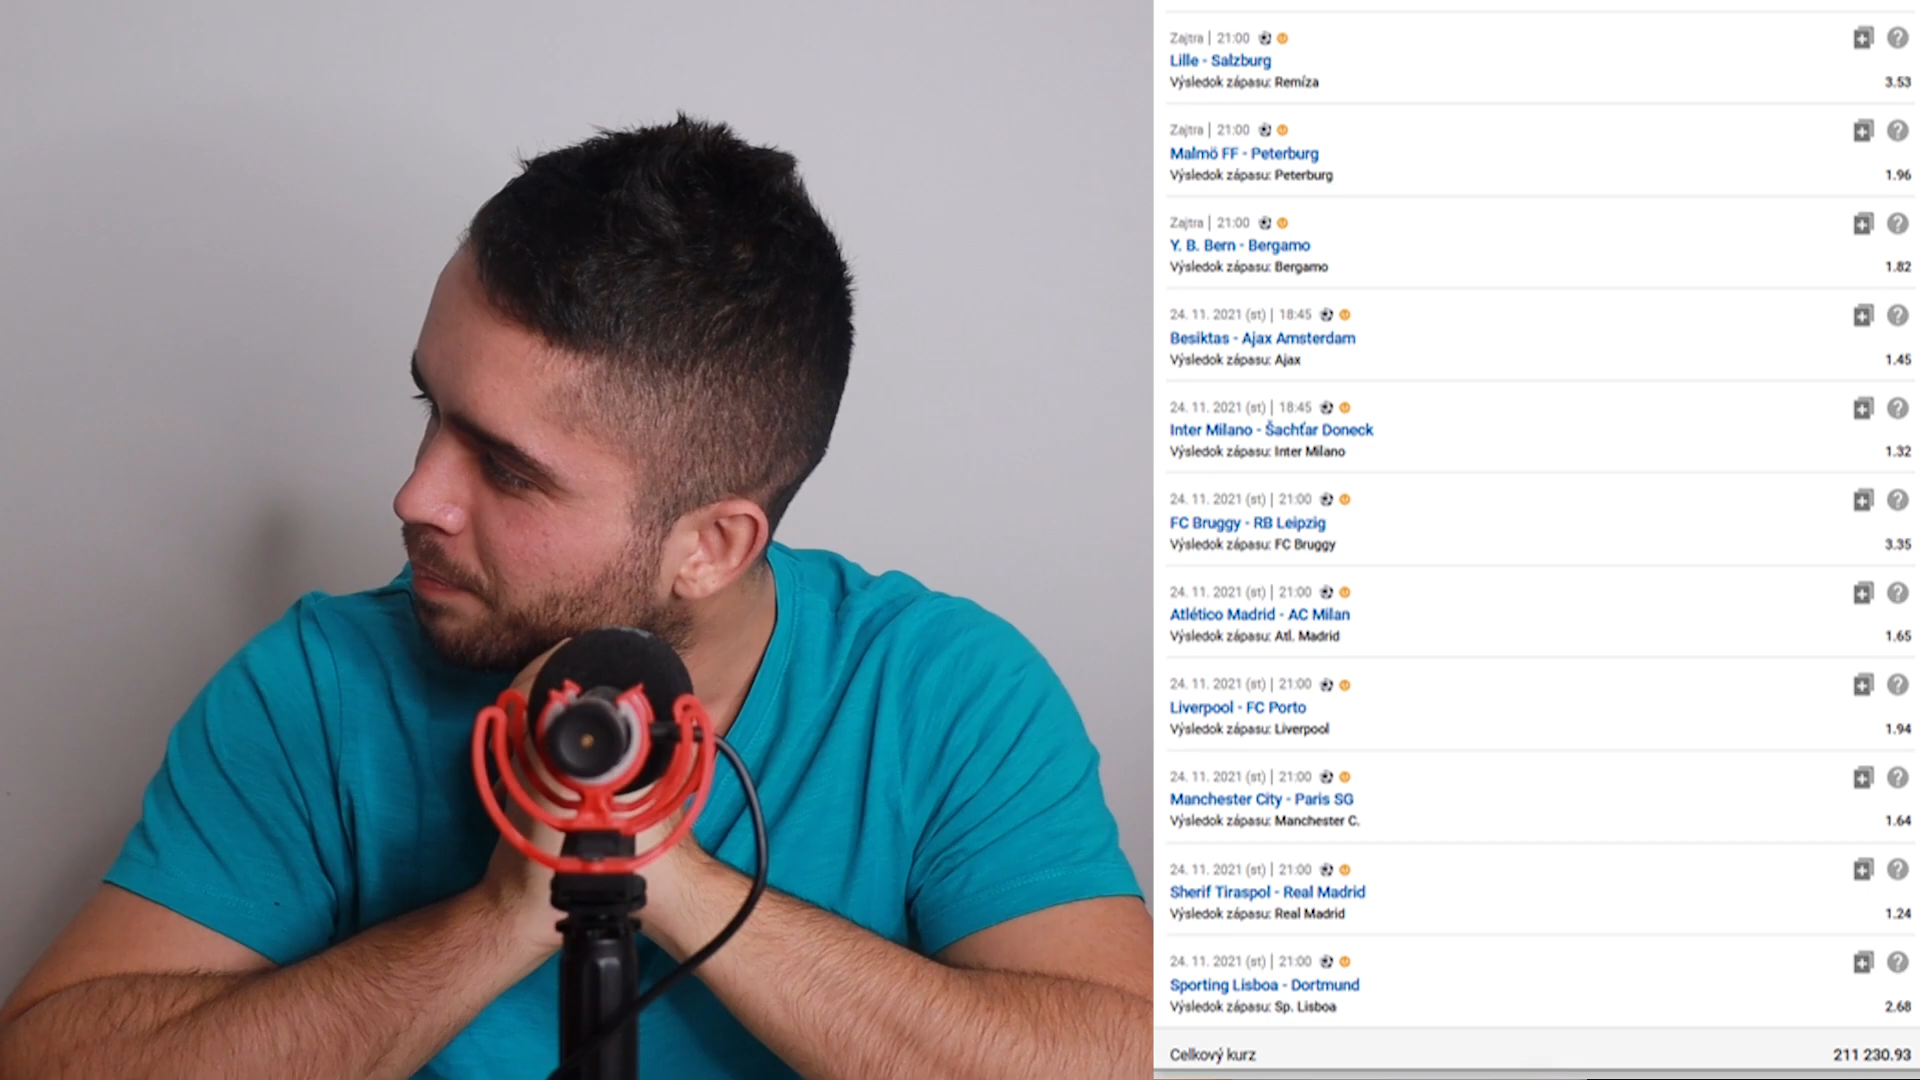 Zajtra | 21:00
Lille - Salzburg
Výsledok zápasu: Remíza
3.53
Zajtra | 21:00
Malmö FF - Peterburg
Výsledok zápasu: Peterburg
1.96
Zajtra | 21:00
Y. B. Bern - Bergamo
Výsledok zápasu: Bergamo
1.82
24. 11. 2021 (st) | 18:45
Besiktas - Ajax Amsterdam
Výsledok zápasu: Ajax
1.45
24. 11. 2021 (st) | 18:45
Inter Milano - Šachťar Doneck
Výsledok zápasu: Inter Milano
1.32
24. 11. 2021 (st) | 21:00
FC Bruggy - RB Leipzig
Výsledok zápasu: FC Bruggy
3.35
24. 11. 2021 (st) | 21:00
Atlético Madrid - AC Milan
Výsledok zápasu: Atl. Madrid
1.65
24. 11. 2021 (st) | 21:00
Liverpool - FC Porto
Výsledok zápasu: Liverpool
1.94
24. 11. 2021 (st) | 21:00
Manchester City - Paris SG
Výsledok zápasu: Manchester C.
1.64
24. 11. 2021 (st) | 21:00
Sherif Tiraspol - Real Madrid
Výsledok zápasu: Real Madrid
1.24
24. 11. 2021 (st) | 21:00
Sporting Lisboa - Dortmund
Výsledok zápasu: Sp. Lisboa
2.68
Celkový kurz
211 230.93